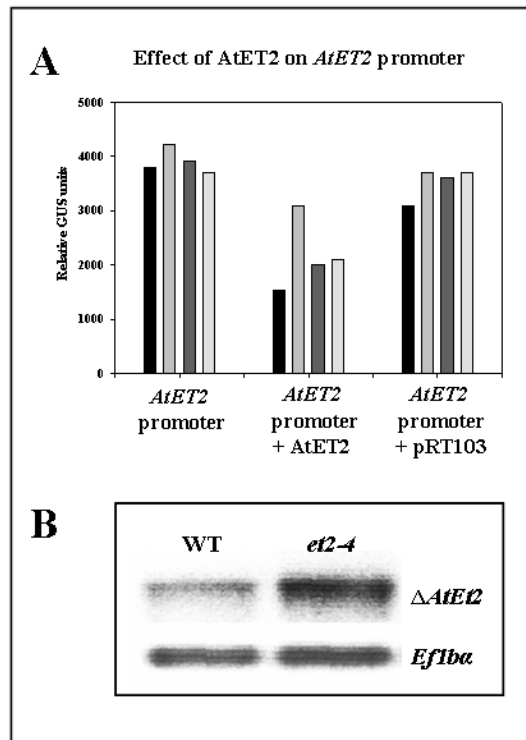 A
Effect of AtET2 on AtET2 promoter
Relative GUS units
5000
4000
3000
2000
1000
0
AtET2
promoter
AtET2
promoter
+ AtET2
AtET2
promoter
+ pRT103
B
WT
et2-4
ΔAtEt2
Ef1bα